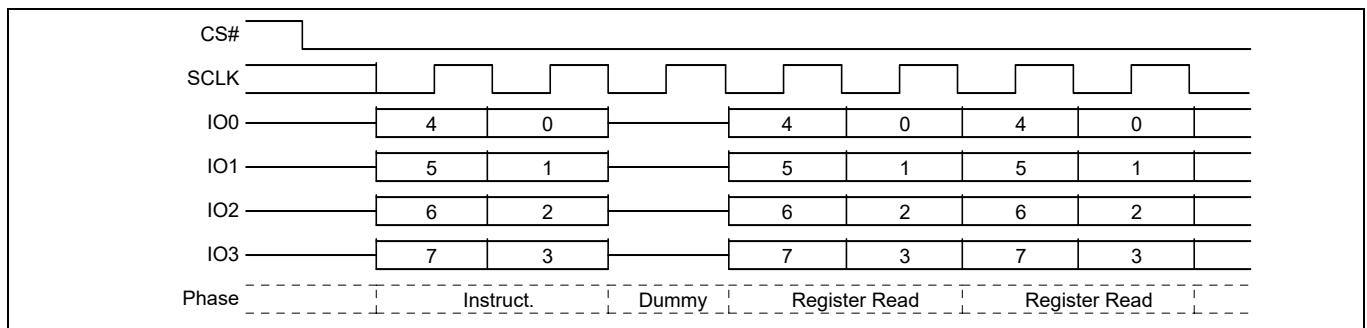 CS#
SCLK
IO0 4 0 4 0 4 0
IO1 5 1 5 1 5 1
IO2 6 2 6 2 6 2
IO3 7 3 7 3 7 3
Phase Instruct. Dummy Register Read Register Read